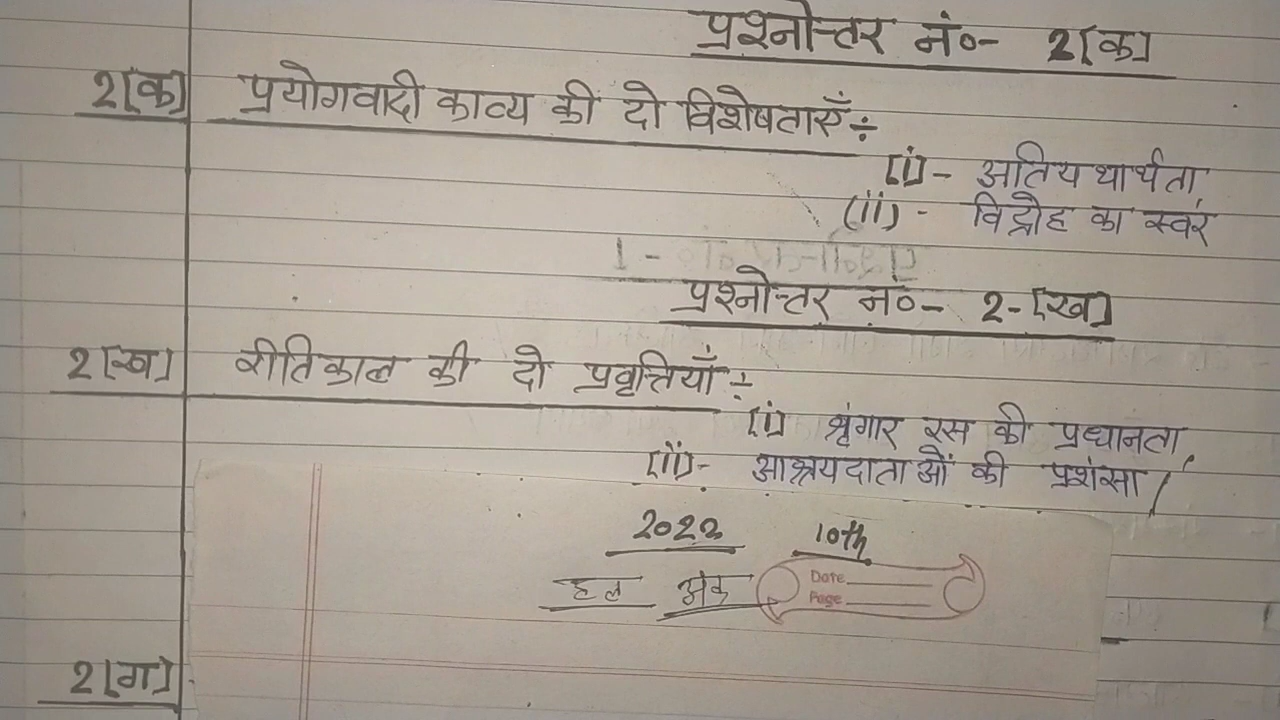 प्रश्नोत्तर नं०- 2[क]
2[क] प्रयोगवादी काव्य की दो विशेषताएँ ÷
[i]- अतियथार्थता
(ii)- विद्रोह का स्वर
प्रश्नोत्तर नं०- 2-[ख]
2[ख] रीतिकाल की दो प्रवृत्तियाँ ÷
[i] श्रृंगार रस की प्रधानता,
[ii]- आश्रयदाताओं की प्रशंसा /
2022 10th
हल अंक
Date
Page
2[ग]